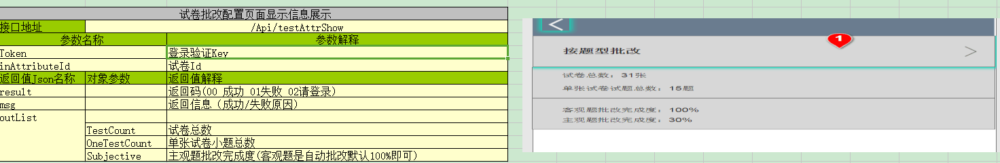 试卷批改配置页面显示信息展示
接口地址 /Api/testAttrShow
参数名称 参数解释
Token 登录验证Key
inAttributeId 试卷Id
返回值Json名称 对象参数 返回值解释
result 返回码(00 成功 01失败 02请登录)
msg 返回信息（成功/失败原因）
outList
TestCount 试卷总数
OneTestCount 单张试卷小题总数
Subjective 主观题批改完成度(客观题是自动批改默认100%即可)
<
1
按题型批改 >
试卷总数：31张
单张试卷试题总数：15题
客观题批改完成度：100%
主观题批改完成度：30%